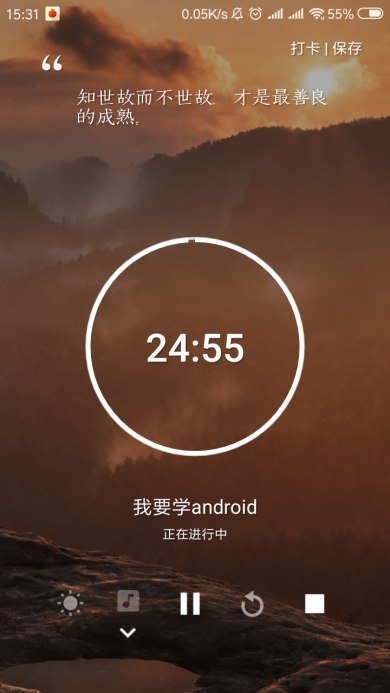 15:31 0.05K/s 55%
打卡 | 保存
“
知世故而不世故，才是最善良
的成熟。
24:55
我要学android
正在进行中